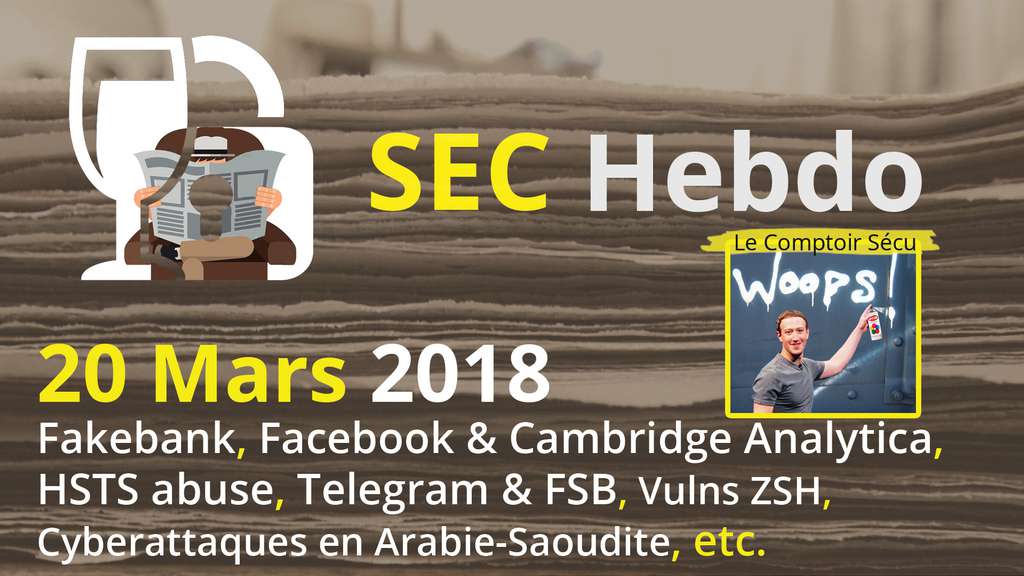 SEC Hebdo
Le Comptoir Sécu
Woops!
20 Mars 2018
Fakebank, Facebook & Cambridge Analytica,
HSTS abuse, Telegram & FSB, Vulns ZSH,
Cyberattaques en Arabie-Saoudite, etc.